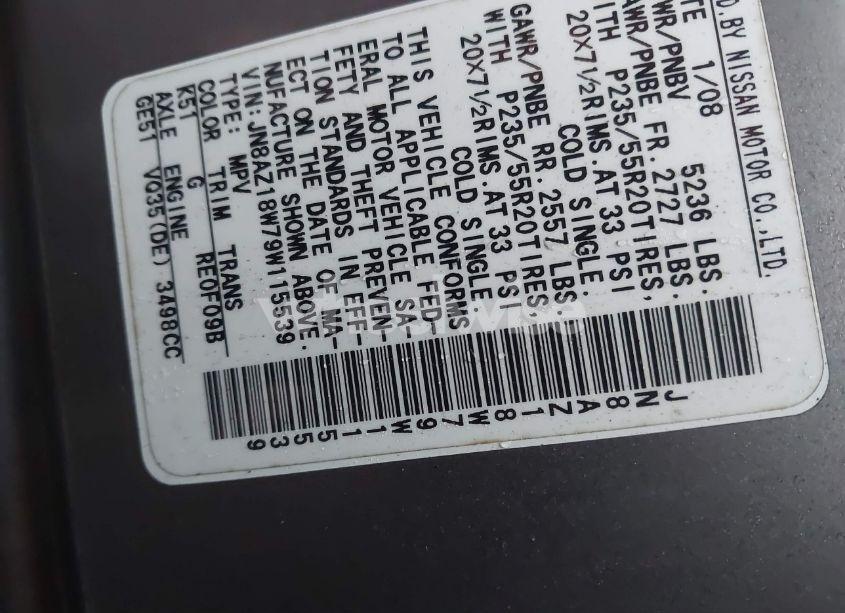 D.BY NISSAN MOTOR CO.,LTD.
TE 1/08
WR/PNBV 5236 LBS.
AWR/PNBE FR. 2727 LBS.
ITH P235/55R20TIRES,
20X7½RIMS.AT 33 PSI
COLD SINGLE
GAWR/PNBE RR. 2557 LBS
WITH P235/55R20TIRES
20X7½RIMS.AT 33 PSI
COLD SINGLE
THIS VEHICLE CONFORMS
TO ALL APPLICABLE FED-
ERAL MOTOR VEHICLE SA-
FETY AND THEFT PREVEN-
TION STANDARDS IN EFF-
ECT ON THE DATE OF MA-
NUFACTURE SHOWN ABOVE.
VIN:JN8AZ18W79W115539
TYPE: MPV
COLOR TRIM TRANS
K51 G RE0F09B
AXLE ENGINE
GE51 VQ35(DE) 3498CC
JN8AZ18W79W115539